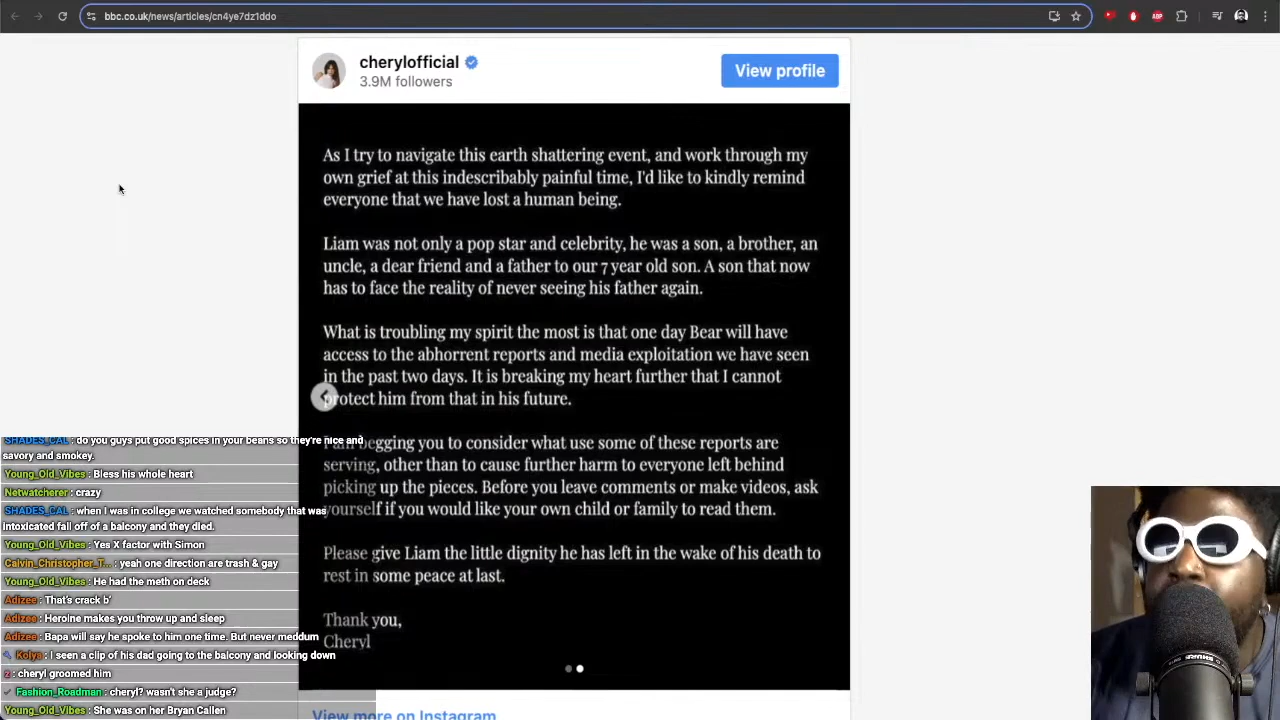 bbc.co.uk/news/articles/cn4ye7dz1ddo
cherylofficial
3.9M followers
View profile
As I try to navigate this earth shattering event, and work through my
own grief at this indescribably painful time, I'd like to kindly remind
everyone that we have lost a human being.
Liam was not only a pop star and celebrity, he was a son, a brother, an
uncle, a dear friend and a father to our 7 year old son. A son that now
has to face the reality of never seeing his father again.
What is troubling my spirit the most is that one day Bear will have
access to the abhorrent reports and media exploitation we have seen
in the past two days. It is breaking my heart further that I cannot
protect him from that in his future.
I am begging you to consider what use some of these reports are
serving, other than to cause further harm to everyone left behind
picking up the pieces. Before you leave comments or make videos, ask
yourself if you would like your own child or family to read them.
Please give Liam the little dignity he has left in the wake of his death to
rest in some peace at last.
Thank you,
Cheryl
View more on Instagram
SHADES_CAL: do you guys put good spices in your beans so they're nice and
savory and smokey.
Young_Old_Vibes: Bless his whole heart
Netwatcherer: crazy
SHADES_CAL: when I was in college we watched somebody that was
intoxicated fall off of a balcony and they died.
Young_Old_Vibes: Yes X factor with Simon
Calvin_Christopher_T...: yeah one direction are trash & gay
Young_Old_Vibes: He had the meth on deck
Adizee: That's crack b'
Adizee: Heroine makes you throw up and sleep
Adizee: Bapa will say he spoke to him one time. But never meddum
Kolya: I seen a clip of his dad going to the balcony and looking down
z: cheryl groomed him
Fashion_Roadman: cheryl? wasn't she a judge?
Young_Old_Vibes: She was on her Bryan Callen